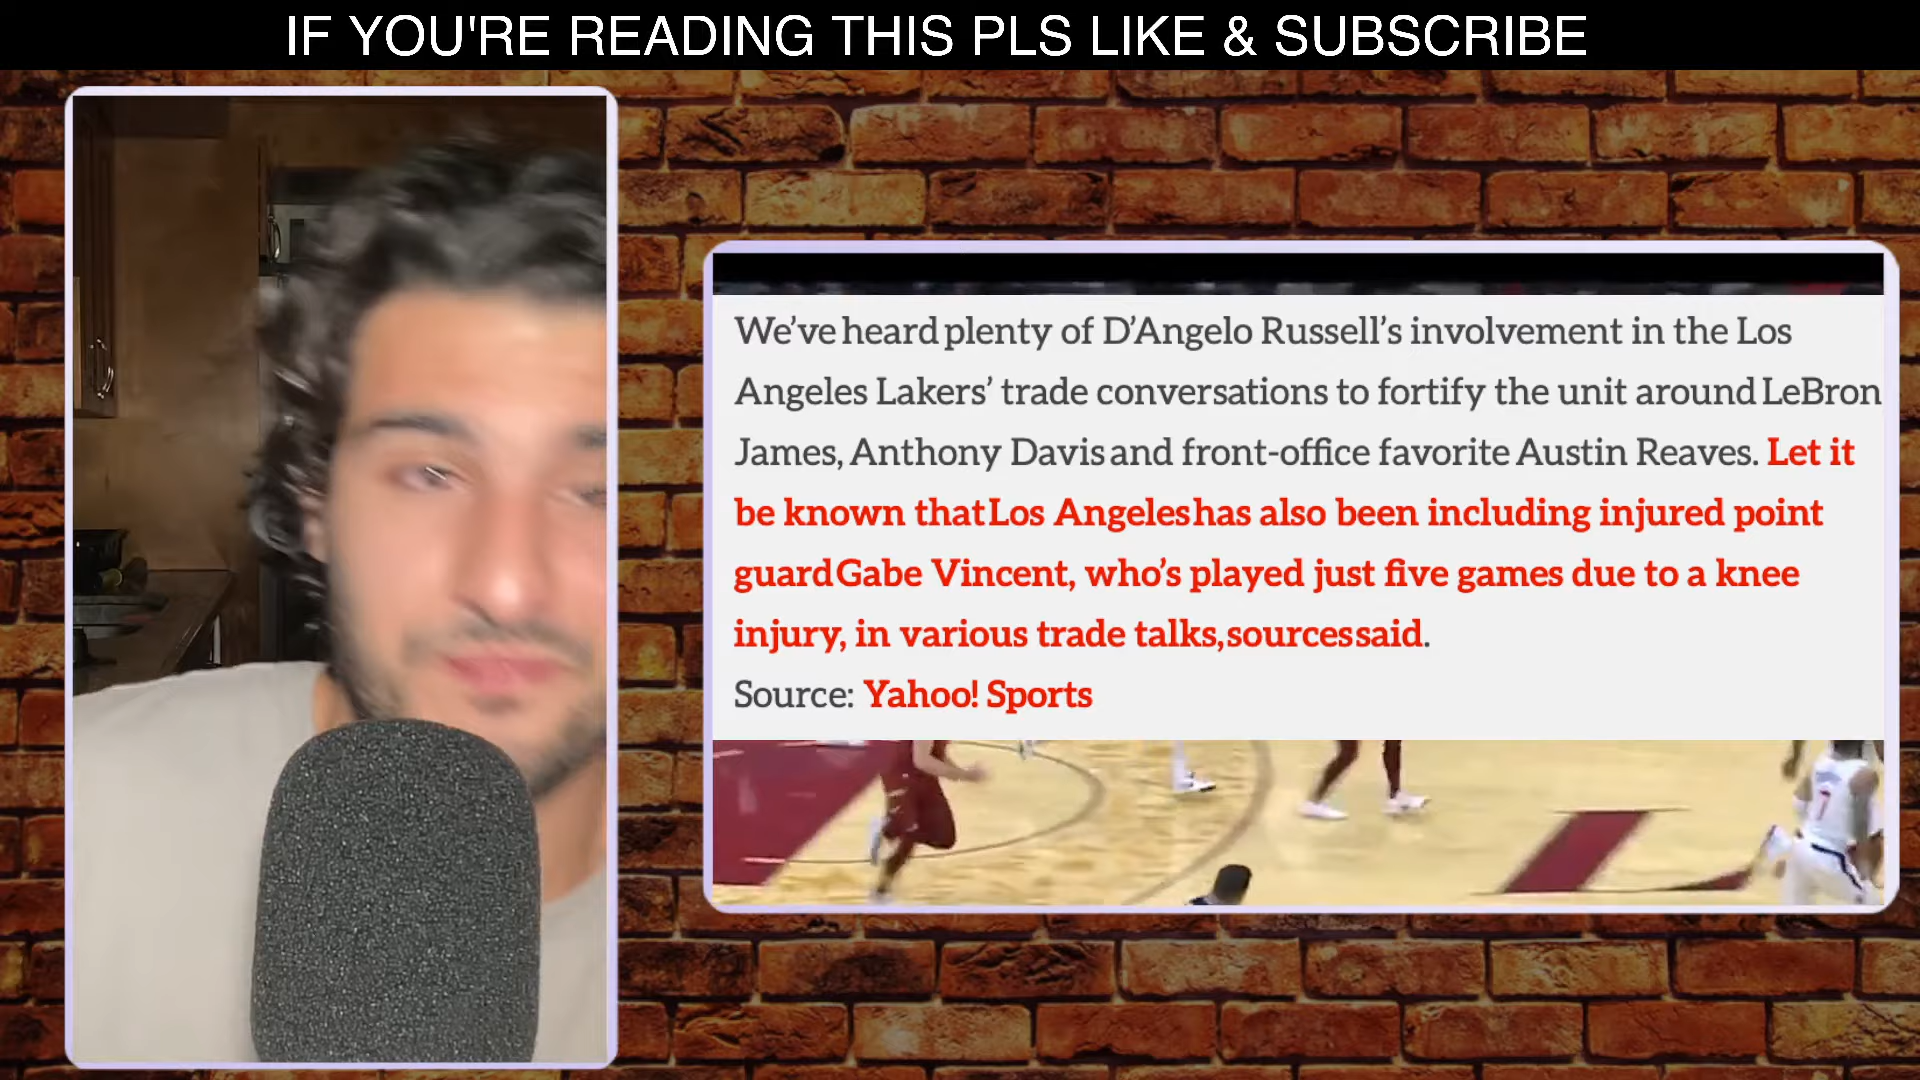 IF YOU'RE READING THIS PLS LIKE & SUBSCRIBE
We've heard plenty of D'Angelo Russell's involvement in the Los
Angeles Lakers' trade conversations to fortify the unit around LeBron
James, Anthony Davis and front-office favorite Austin Reaves. Let it
be known that Los Angeles has also been including injured point
guard Gabe Vincent, who's played just five games due to a knee
injury, in various trade talks, sources said.
Source: Yahoo! Sports
7